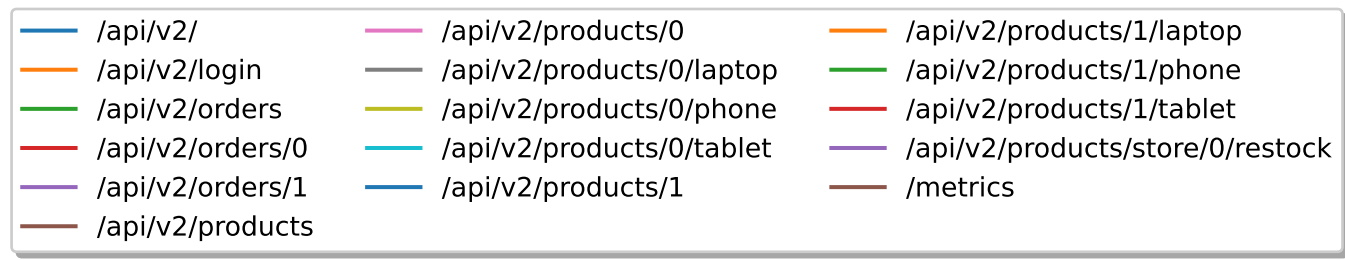 /api/v2/
/api/v2/login
/api/v2/orders
/api/v2/orders/0
/api/v2/orders/1
/api/v2/products
/api/v2/products/0
/api/v2/products/0/laptop
/api/v2/products/0/phone
/api/v2/products/0/tablet
/api/v2/products/1
/api/v2/products/1/laptop
/api/v2/products/1/phone
/api/v2/products/1/tablet
/api/v2/products/store/0/restock
/metrics